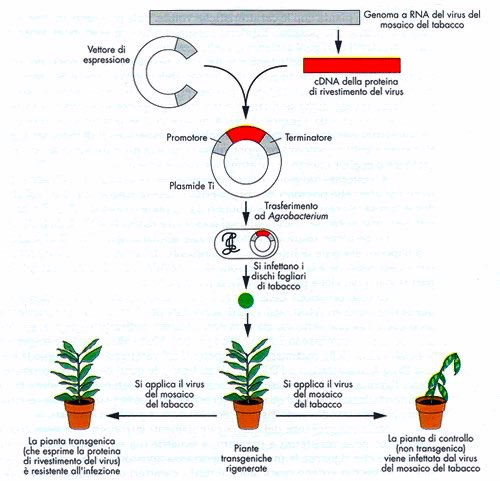 Genoma a RNA del virus del
mosaico del tabacco
Vettore di
espressione
cDNA della proteina
di rivestimento del virus
Promotore
Terminatore
Plasmide Ti
Trasferimento
ad Agrobacterium
Si infettano i
dischi fogliari
di tabacco
Si applica il virus
del mosaico
del tabacco
Si applica il virus
del mosaico
del tabacco
La pianta transgenica
(che esprime la proteina
di rivestimento del virus)
è resistente all'infezione
Piante
transgeniche
rigenerate
La pianta di controllo
(non transgenica)
viene infettata dal virus
del mosaico del tabacco